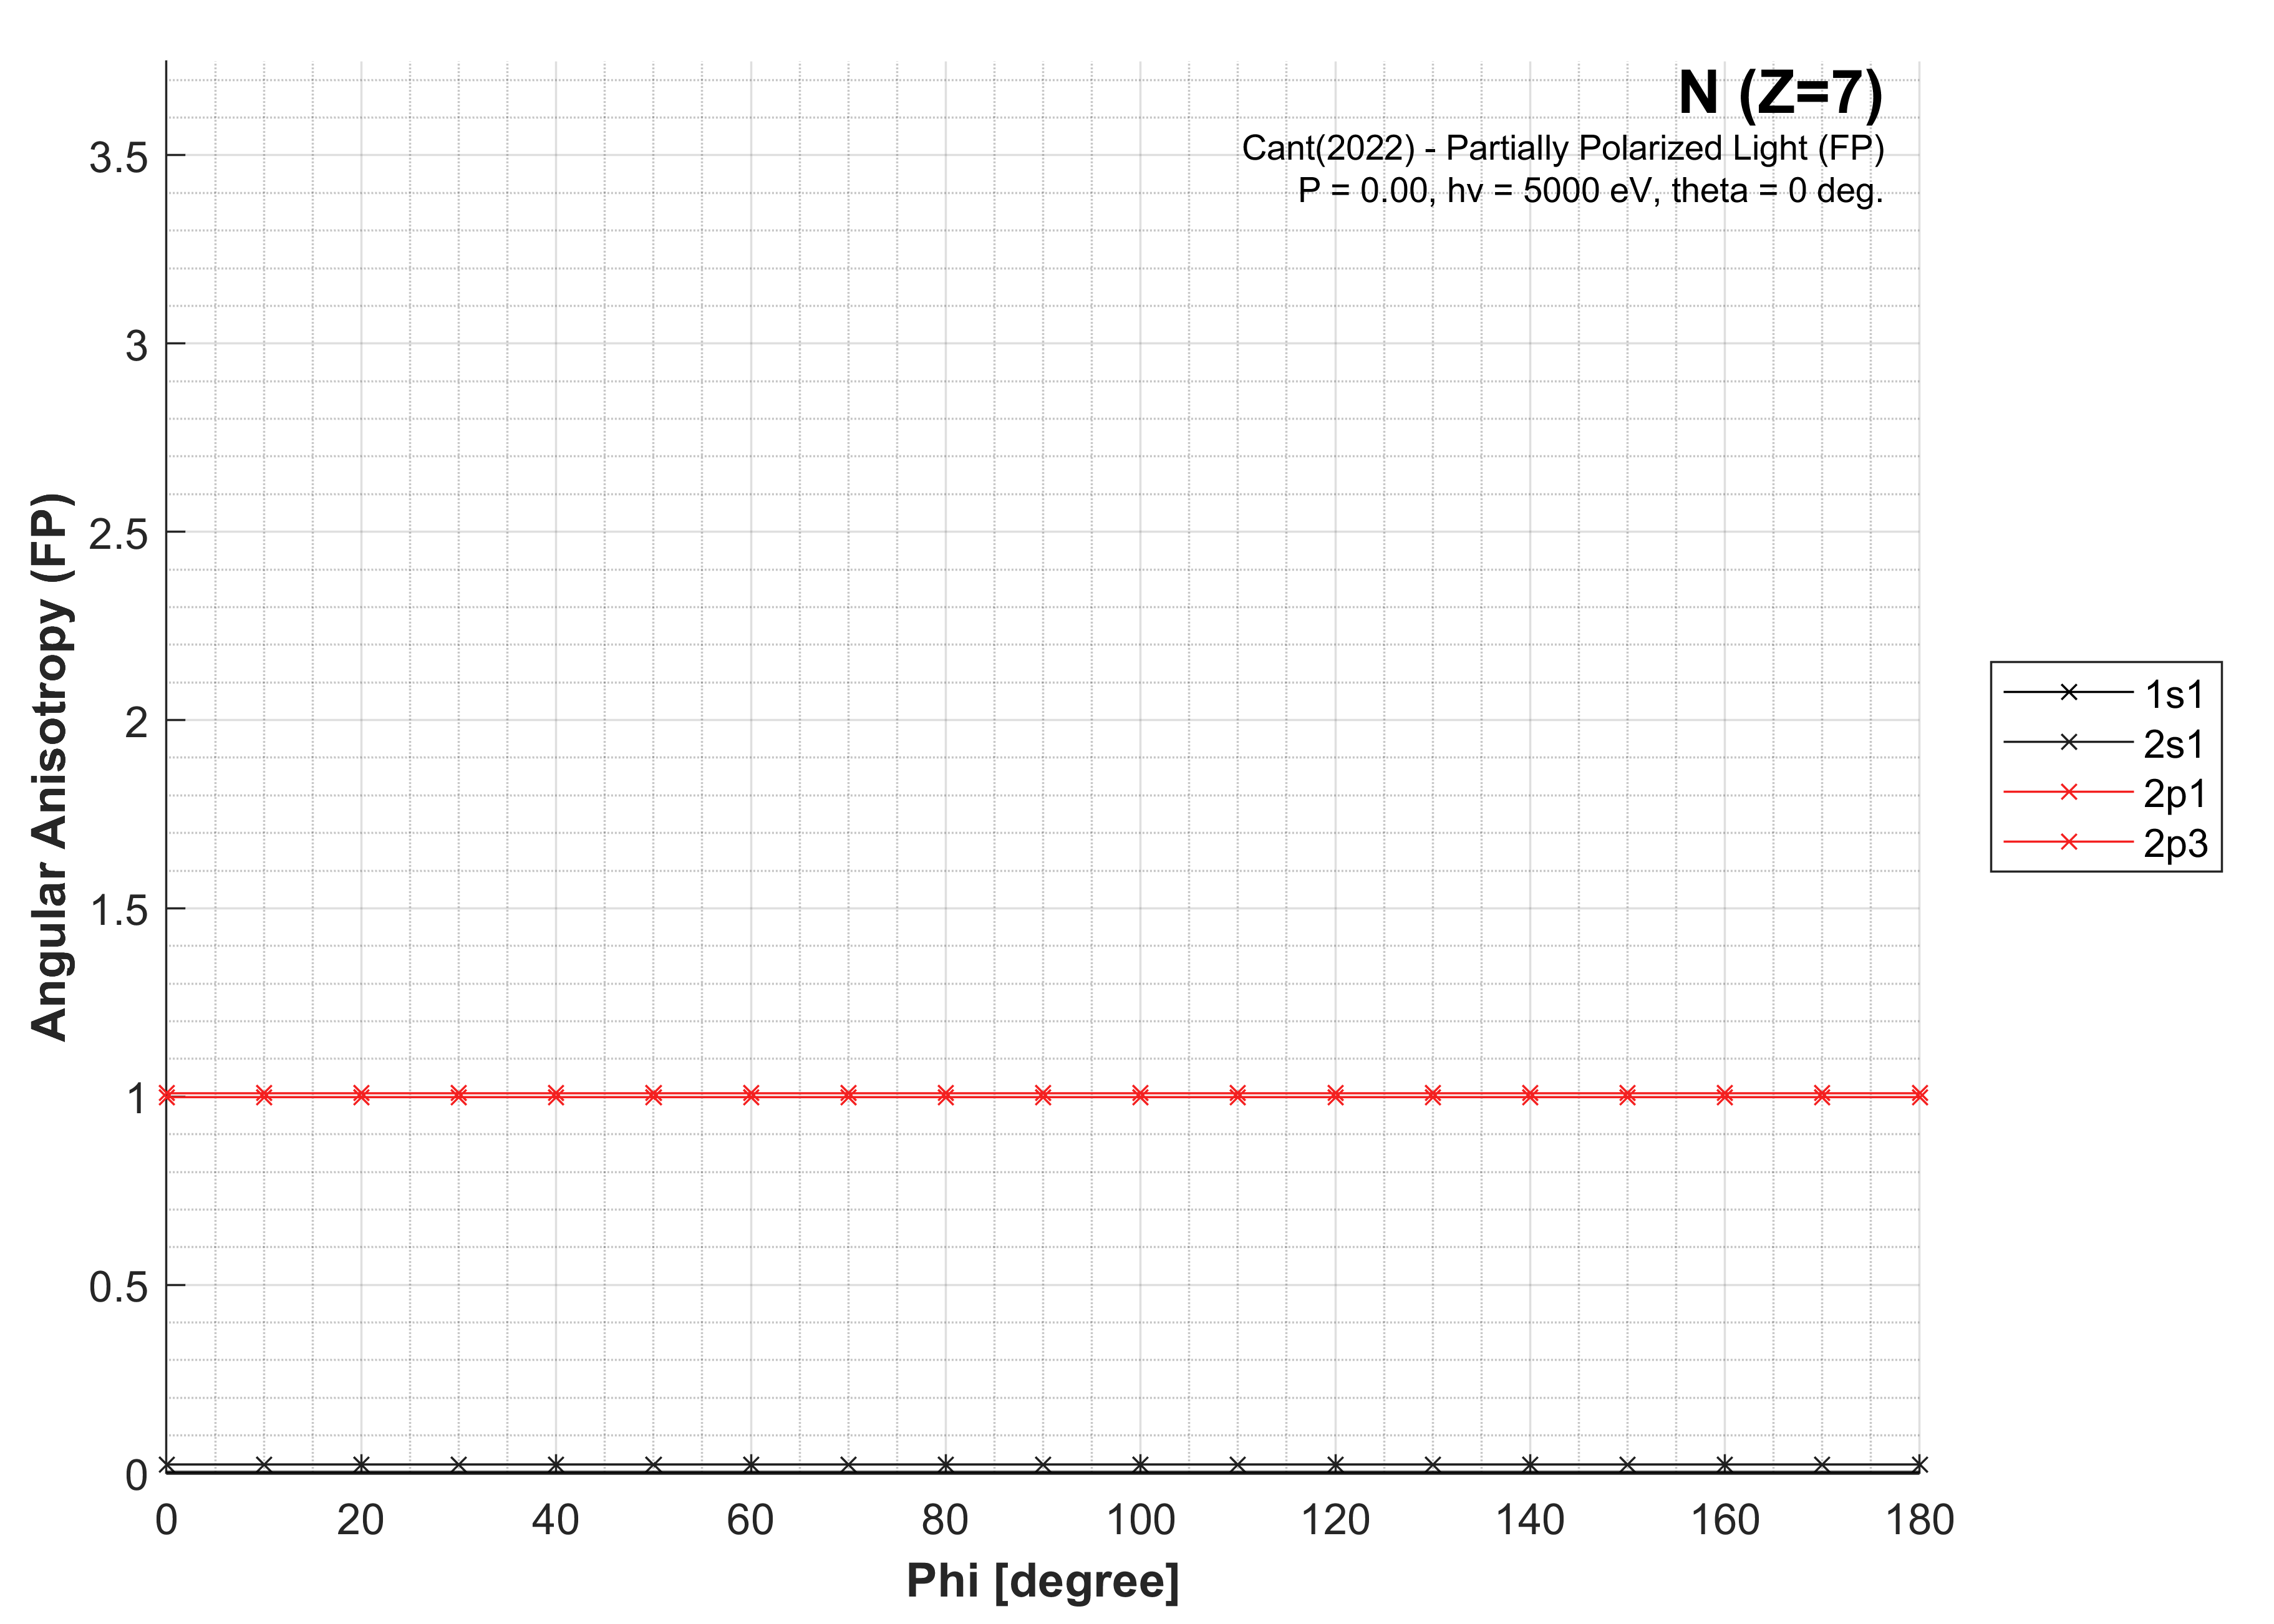 N (Z=7)
Cant(2022) - Partially Polarized Light (FP)
P = 0.00, hv = 5000 eV, theta = 0 deg.
Angular Anisotropy (FP)
3.5
3
2.5
2
1.5
1
0.5
0
0 20 40 60 80 100 120 140 160 180
Phi [degree]
1s1
2s1
2p1
2p3